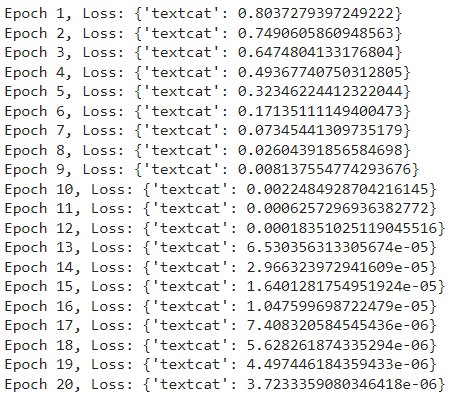 Epoch 1, Loss: {'textcat': 0.8037279397249222}
Epoch 2, Loss: {'textcat': 0.7490605860948563}
Epoch 3, Loss: {'textcat': 0.6474804133176804}
Epoch 4, Loss: {'textcat': 0.49367740750312805}
Epoch 5, Loss: {'textcat': 0.32346224412322044}
Epoch 6, Loss: {'textcat': 0.17135111149400473}
Epoch 7, Loss: {'textcat': 0.07345441309735179}
Epoch 8, Loss: {'textcat': 0.02604391856584698}
Epoch 9, Loss: {'textcat': 0.008137554774293676}
Epoch 10, Loss: {'textcat': 0.0022484928704216145}
Epoch 11, Loss: {'textcat': 0.0006257296936382772}
Epoch 12, Loss: {'textcat': 0.00018351025119045516}
Epoch 13, Loss: {'textcat': 6.530356313305674e-05}
Epoch 14, Loss: {'textcat': 2.966323972941609e-05}
Epoch 15, Loss: {'textcat': 1.6401281754951924e-05}
Epoch 16, Loss: {'textcat': 1.047599698722479e-05}
Epoch 17, Loss: {'textcat': 7.408320584545436e-06}
Epoch 18, Loss: {'textcat': 5.628261874335294e-06}
Epoch 19, Loss: {'textcat': 4.497446184359433e-06}
Epoch 20, Loss: {'textcat': 3.7233359080346418e-06}